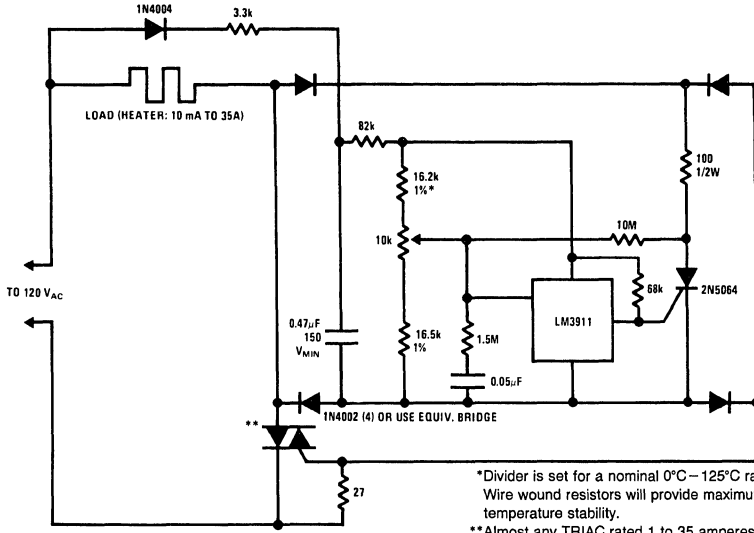 1N4004
3.3k
LOAD (HEATER: 10 mA TO 35A)
82k
100
1/2W
16.2k
1%*
10M
10k
TO 120 VAC
68k
2N5064
LM3911
0.47μF
150
VMIN
16.5k
1%
1.5M
0.05μF
1N4002 (4) OR USE EQUIV. BRIDGE
**
27
*Divider is set for a nominal 0°C–125°C
Wire wound resistors will provide
temperature stability.
**Almost any TRIAC rated 1 to 35 amperes